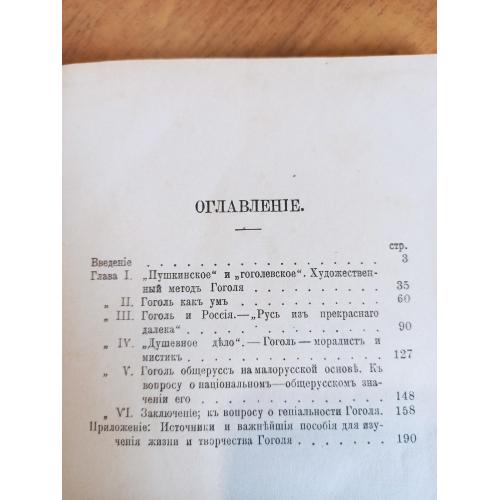 ОГЛАВЛЕНІЕ.
стр.
Введеніе . . . . . . . . . . . . . . . . . 3
Глава I. „Пушкинское“ и „гоголевское“. Художествен-
ный методъ Гоголя . . . . . . . . . . 35
„ II. Гоголь какъ умъ . . . . . . . . . . . . 60
„ III. Гоголь и Россія.—„Русь изъ прекраснаго
далека“ . . . . . . . . . . . . . . . 90
„ IV. „Душевное дѣло“.—Гоголь—моралистъ и
мистикъ . . . . . . . . . . . . . . . 127
„ V. Гоголь общеруссъ на малорусской основѣ. Къ
вопросу о національномъ—общерусскомъ зна-
ченіи его . . . . . . . . . . . . . . 148
„ VI. Заключеніе; къ вопросу о геніальности Гоголя. 158
Приложеніе: Источники и важнѣйшія пособія для изу-
ченія жизни и творчества Гоголя . . . . . . . 190